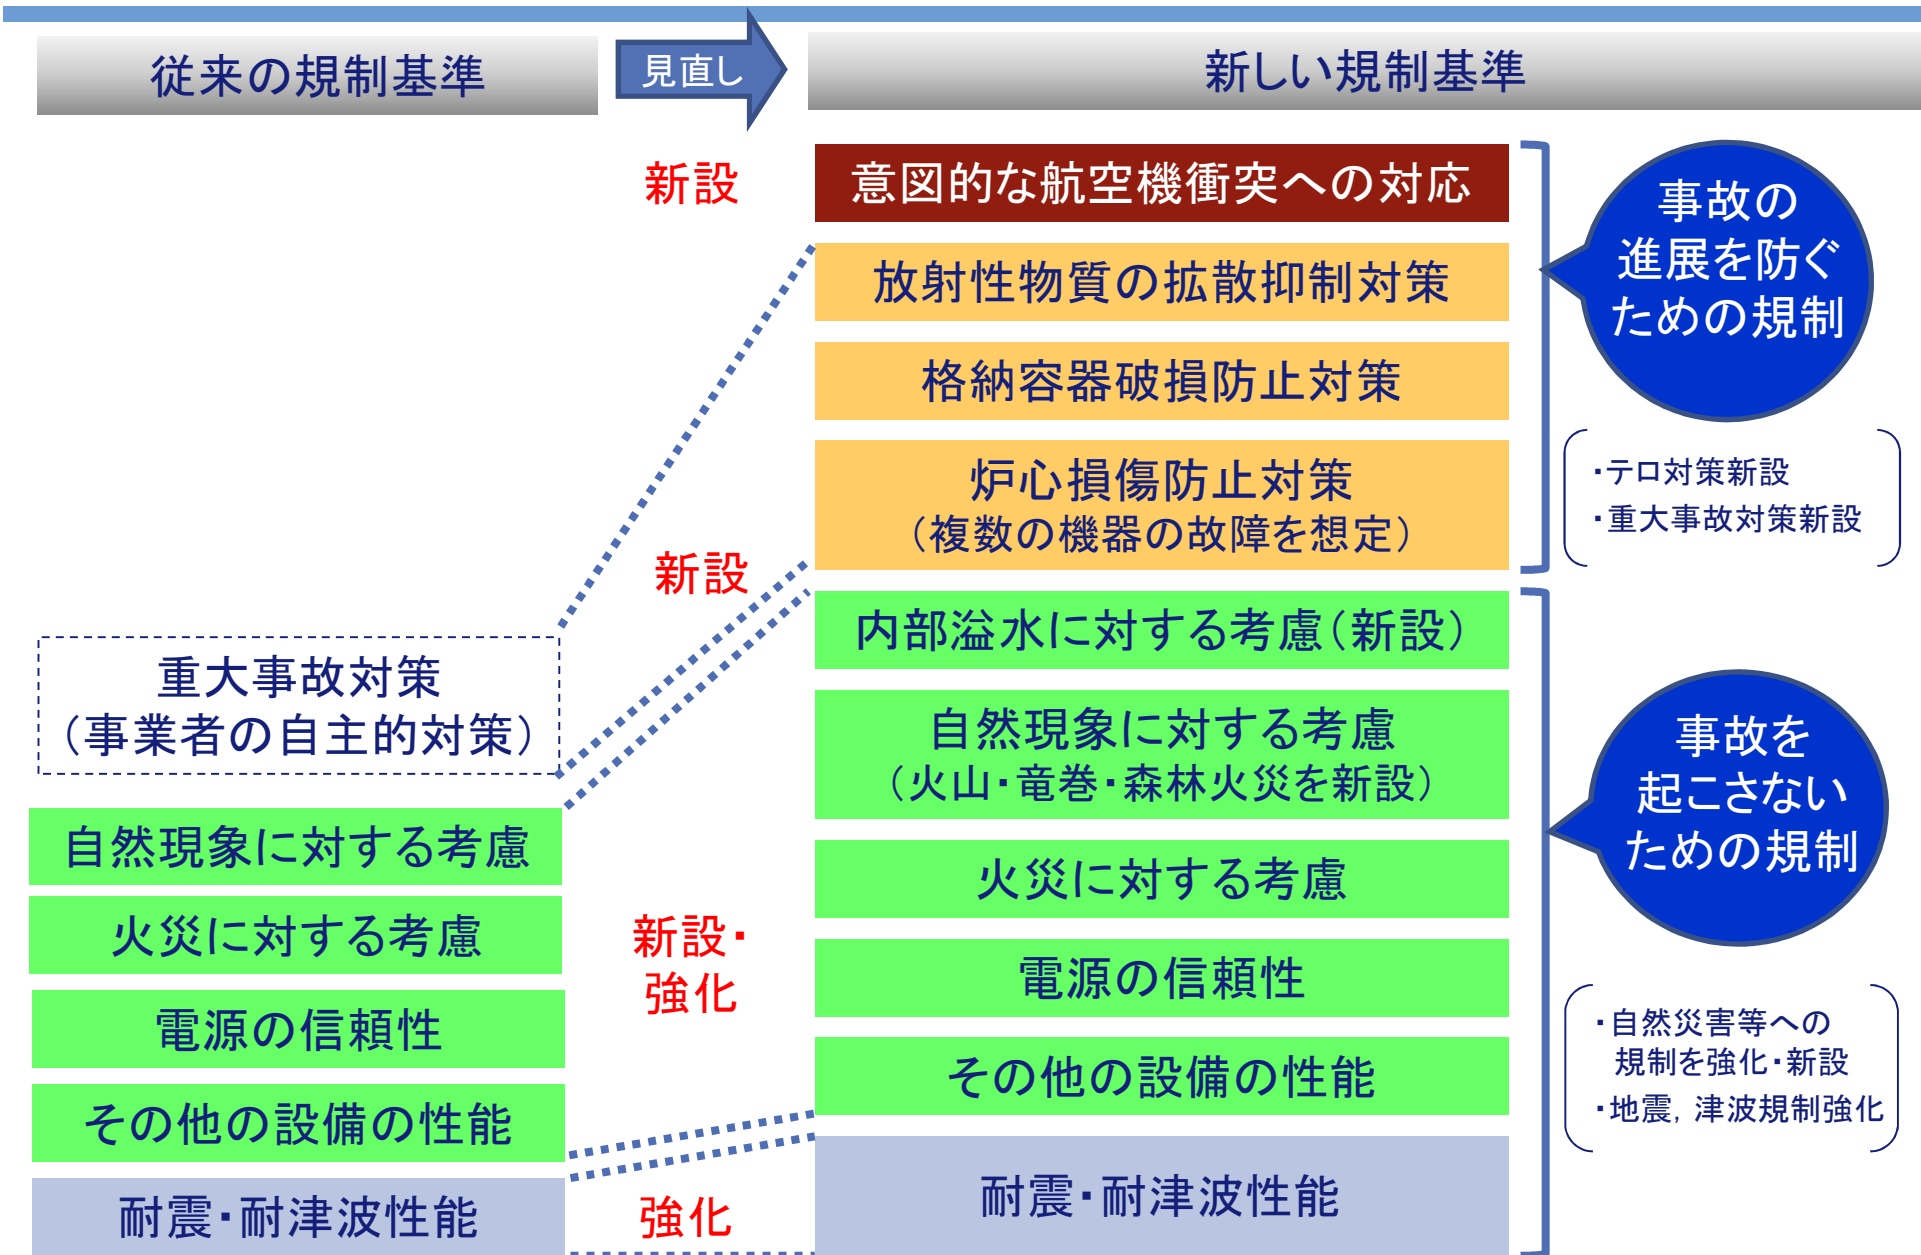 従来の規制基準
見直し
新しい規制基準
新設
意図的な航空機衝突への対応
放射性物質の拡散抑制対策
格納容器破損防止対策
炉心損傷防止対策
（複数の機器の故障を想定）
事故の
進展を防ぐ
ための規制
・テロ対策新設
・重大事故対策新設
新設
重大事故対策
（事業者の自主的対策）
自然現象に対する考慮
火災に対する考慮
電源の信頼性
その他の設備の性能
耐震・耐津波性能
新設・
強化
強化
内部溢水に対する考慮（新設）
自然現象に対する考慮
（火山・竜巻・森林火災を新設）
火災に対する考慮
電源の信頼性
その他の設備の性能
耐震・耐津波性能
事故を
起こさない
ための規制
・自然災害等への
規制を強化・新設
・地震，津波規制強化